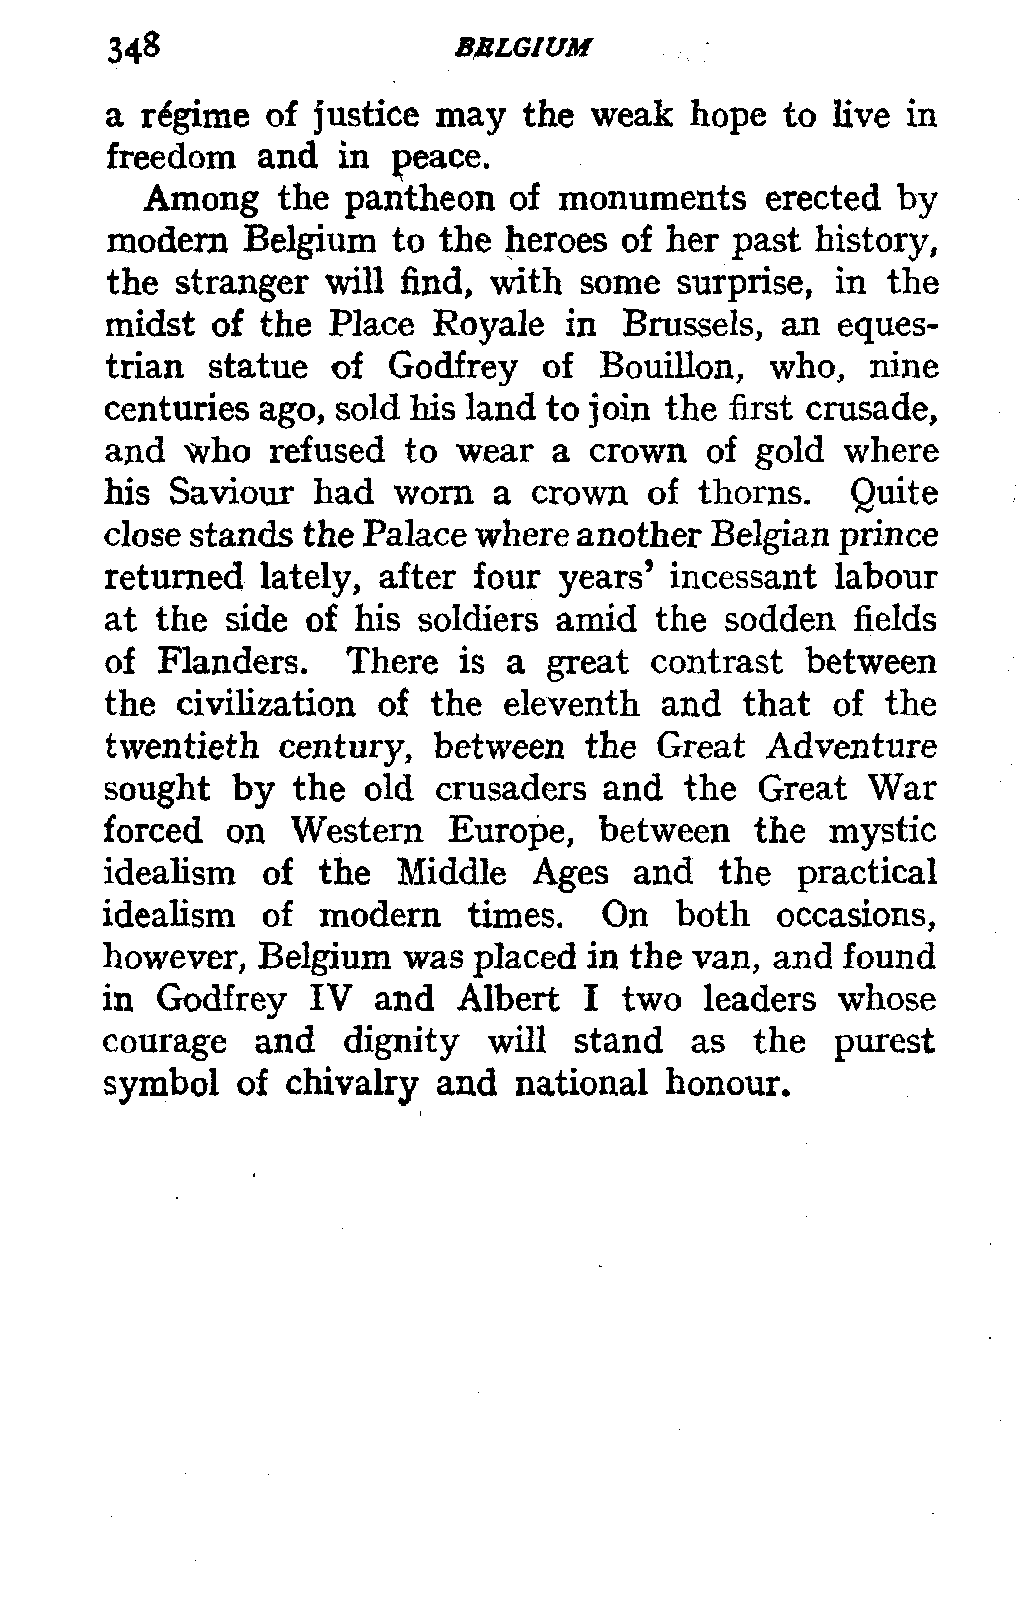 348 BELGIUM
a régime of justice may the weak hope to live in
freedom and in peace.
Among the pantheon of monuments erected by
modern Belgium to the heroes of her past history,
the stranger will find, with some surprise, in the
midst of the Place Royale in Brussels, an eques-
trian statue of Godfrey of Bouillon, who, nine
centuries ago, sold his land to join the first crusade,
and who refused to wear a crown of gold where
his Saviour had worn a crown of thorns. Quite
close stands the Palace where another Belgian prince
returned lately, after four years' incessant labour
at the side of his soldiers amid the sodden fields
of Flanders. There is a great contrast between
the civilization of the eleventh and that of the
twentieth century, between the Great Adventure
sought by the old crusaders and the Great War
forced on Western Europe, between the mystic
idealism of the Middle Ages and the practical
idealism of modern times. On both occasions,
however, Belgium was placed in the van, and found
in Godfrey IV and Albert I two leaders whose
courage and dignity will stand as the purest
symbol of chivalry and national honour.